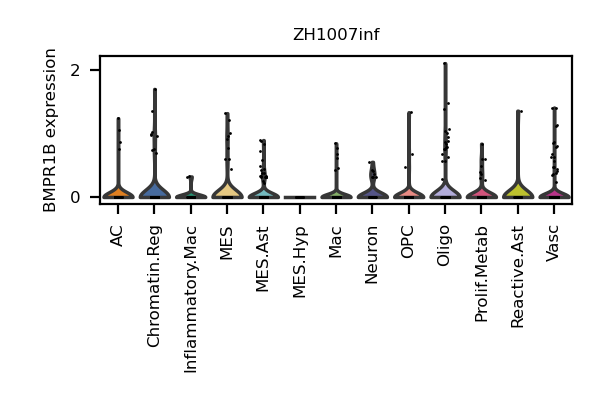 ZH1007inf
BMPR1B expression
2
0
AC
Chromatin.Reg
Inflammatory.Mac
MES
MES.Ast
MES.Hyp
Mac
Neuron
OPC
Oligo
Prolif.Metab
Reactive.Ast
Vasc